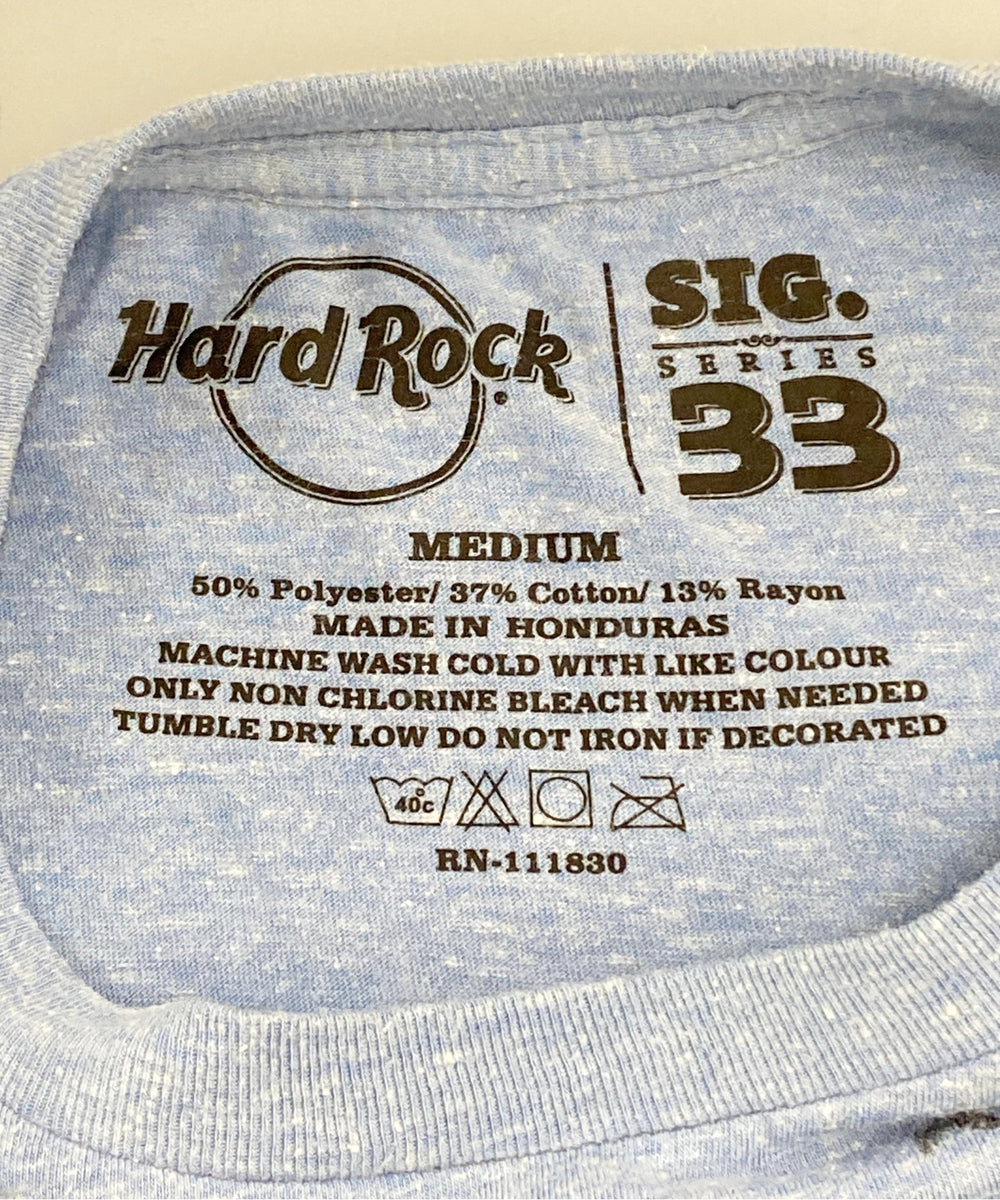 Hard Rock
SIG.
SERIES
33
MEDIUM
50% Polyester/ 37% Cotton/ 13% Rayon
MADE IN HONDURAS
MACHINE WASH COLD WITH LIKE COLOUR
ONLY NON CHLORINE BLEACH WHEN NEEDED
TUMBLE DRY LOW DO NOT IRON IF DECORATED
40c
RN-111830